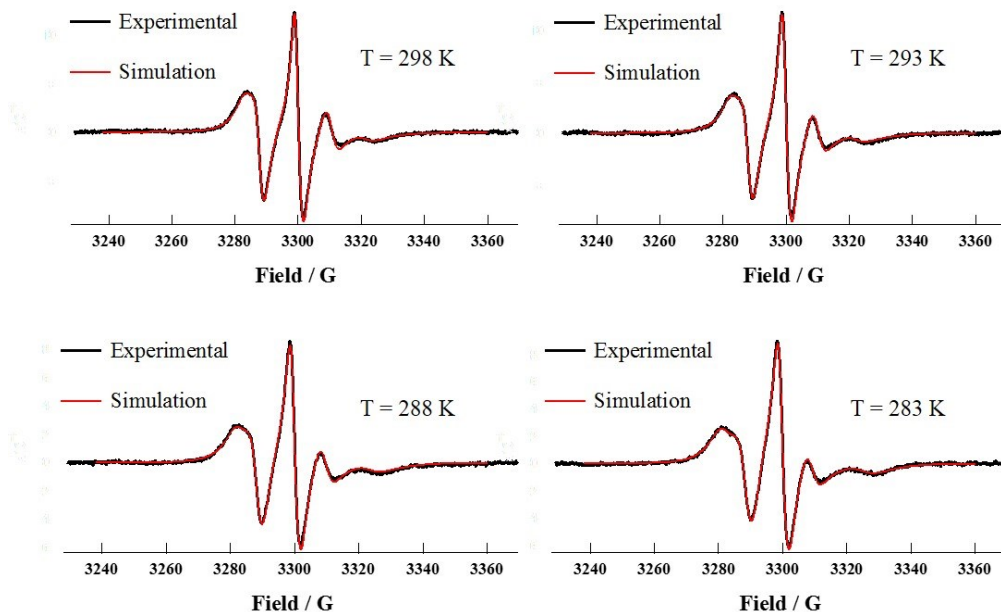 Experimental
Simulation
T = 298 K
3240 3260 3280 3300 3320 3340 3360
Field / G
Experimental
Simulation
T = 293 K
3240 3260 3280 3300 3320 3340 3360
Field / G
Experimental
Simulation
T = 288 K
3240 3260 3280 3300 3320 3340 3360
Field / G
Experimental
Simulation
T = 283 K
3240 3260 3280 3300 3320 3340 3360
Field / G